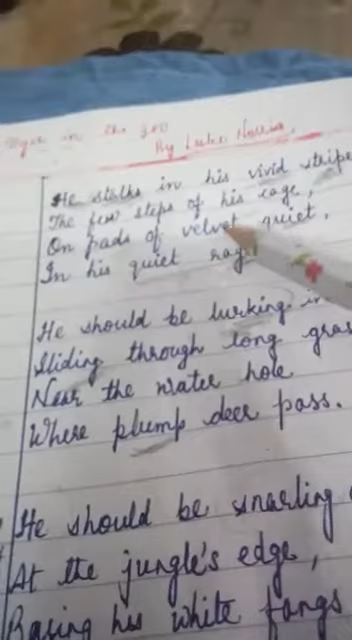 in the zoo
By Leslie Norris.
He stalks in his vivid stripe
The few steps of his cage,
On pads of velvet quiet,
In his quiet rage
He should be lurking in
Sliding through long gras
Near the water hole
Where plump deer pass.
He should be snarling
At the jungle's edge,
Baring his white fangs